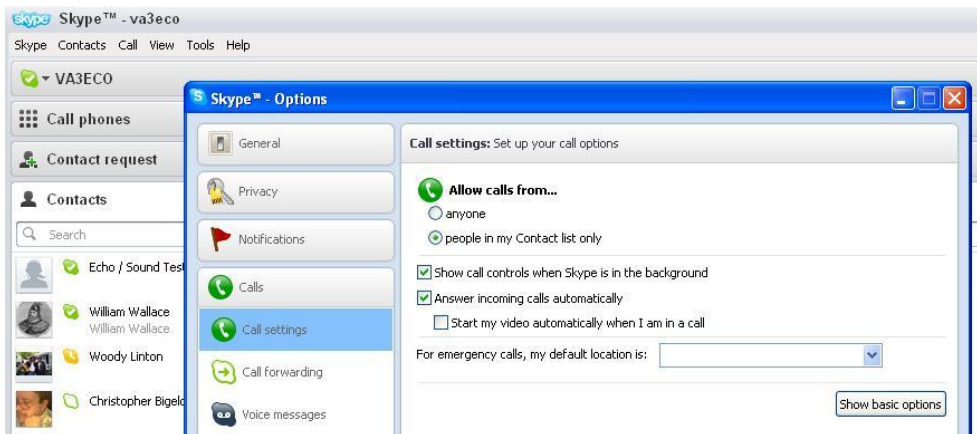 skype Skype™ - va3eco
Skype Contacts Call View Tools Help
VA3ECO
Call phones
Contact request
Contacts
Search
Echo / Sound Test
William Wallace
William Wallace
Woody Linton
Christopher Bigelo
S Skype™ - Options
General
Privacy
Notifications
Calls
Call settings
Call forwarding
Voice messages
Call settings: Set up your call options
Allow calls from...
anyone
people in my Contact list only
Show call controls when Skype is in the background
Answer incoming calls automatically
Start my video automatically when I am in a call
For emergency calls, my default location is:
Show basic options